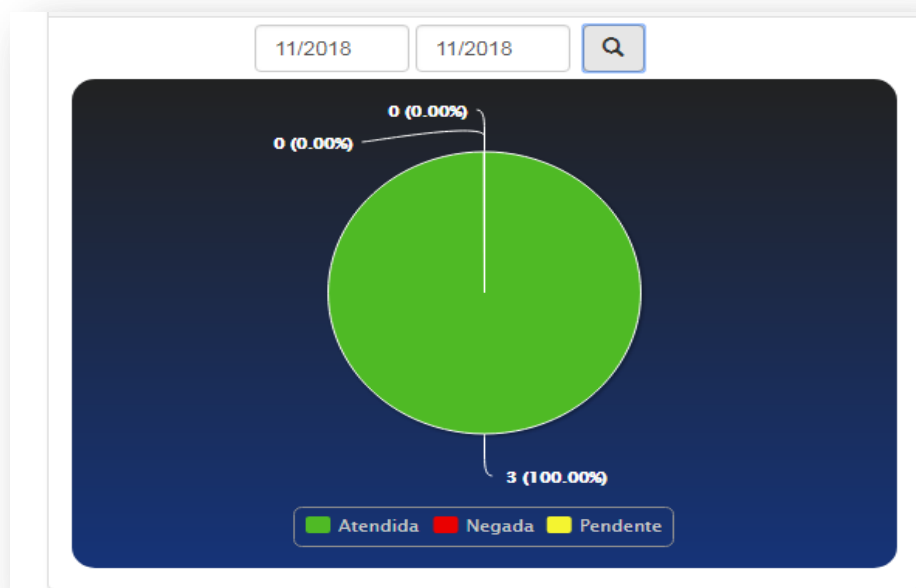 11/2018 11/2018
0 (0.00%)
0 (0.00%)
3 (100.00%)
Atendida Negada Pendente